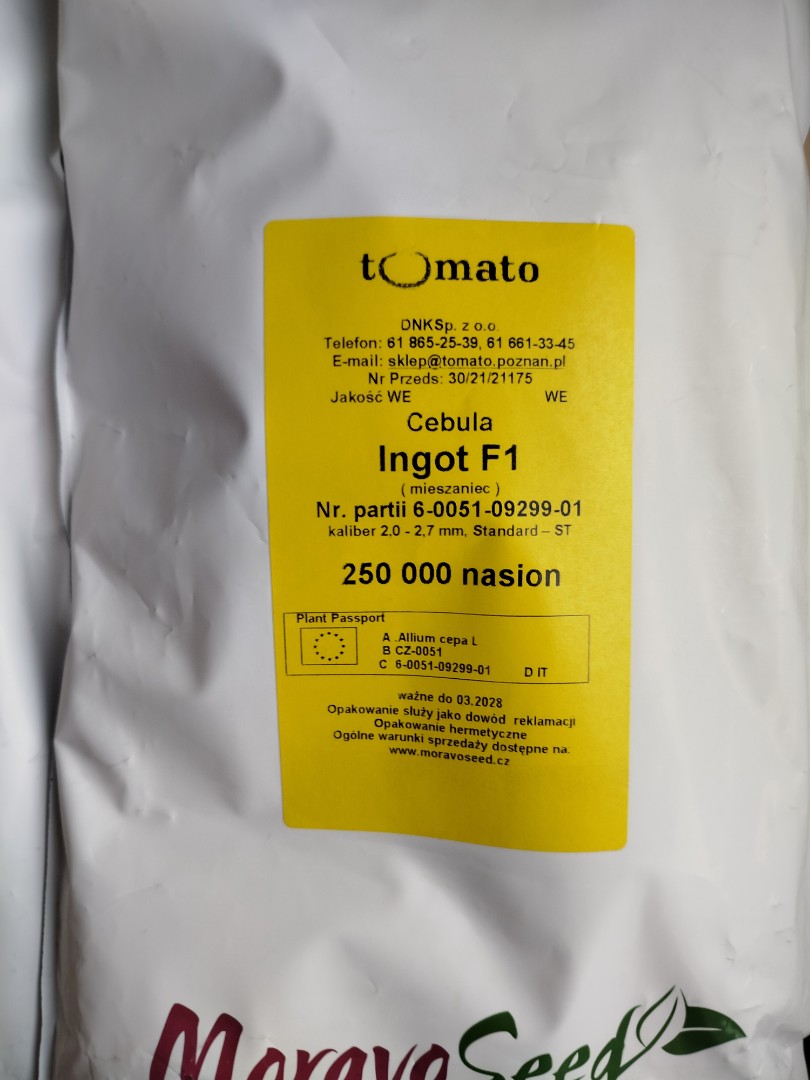 tomato
DNKSp. z o.o.
Telefon: 61 865-25-39, 61 661-33-45
E-mail: sklep@tomato.poznan.pl
Nr Przeds: 30/21/21175
Jakość WE WE
Cebula
Ingot F1
( mieszaniec )
Nr. partii 6-0051-09299-01
kaliber 2,0 - 2,7 mm, Standard – ST
250 000 nasion
Plant Passport
A .Allium cepa L
B CZ-0051
C 6-0051-09299-01 D IT
ważne do 03.2028
Opakowanie służy jako dowód reklamacji
Opakowanie hermetyczne
Ogólne warunki sprzedaży dostępne na:
www.moravoseed.cz
MoravoSeed